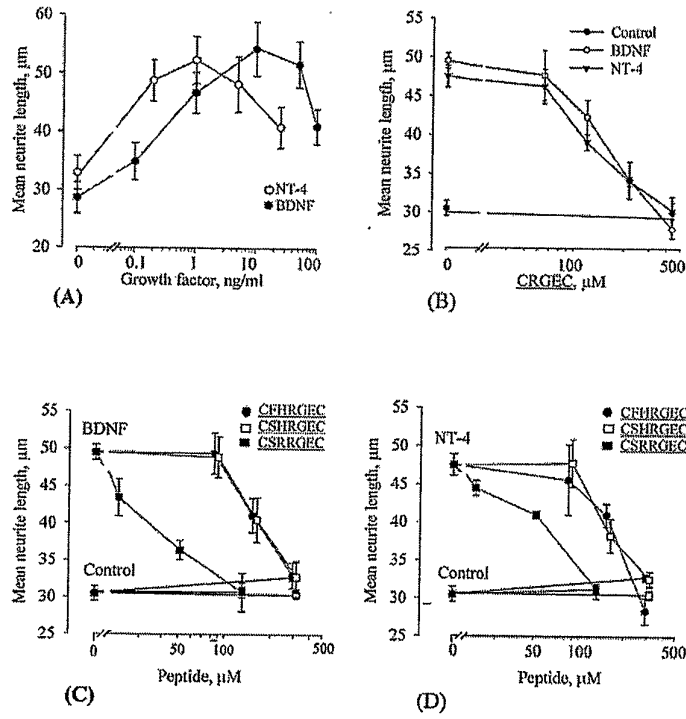 Mean neurite length, µm
60
50
40
30
20
0
0.1
1
10
100
Growth factor, ng/ml
NT-4
BDNF
(A)
Mean neurite length, µm
55
50
45
40
35
30
25
0
100
500
CRGEC, µM
Control
BDNF
NT-4
(B)
Mean neurite length, µm
55
50
45
40
35
30
25
BDNF
Control
CFHRGEC
CSHRGEC
CSRRGEC
0
50
100
500
Peptide, µM
(C)
Mean neurite length, µm
55
50
45
40
35
30
25
NT-4
Control
CFHRGEC
CSHRGEC
CSRRGEC
0
50
100
500
Peptide, µM
(D)